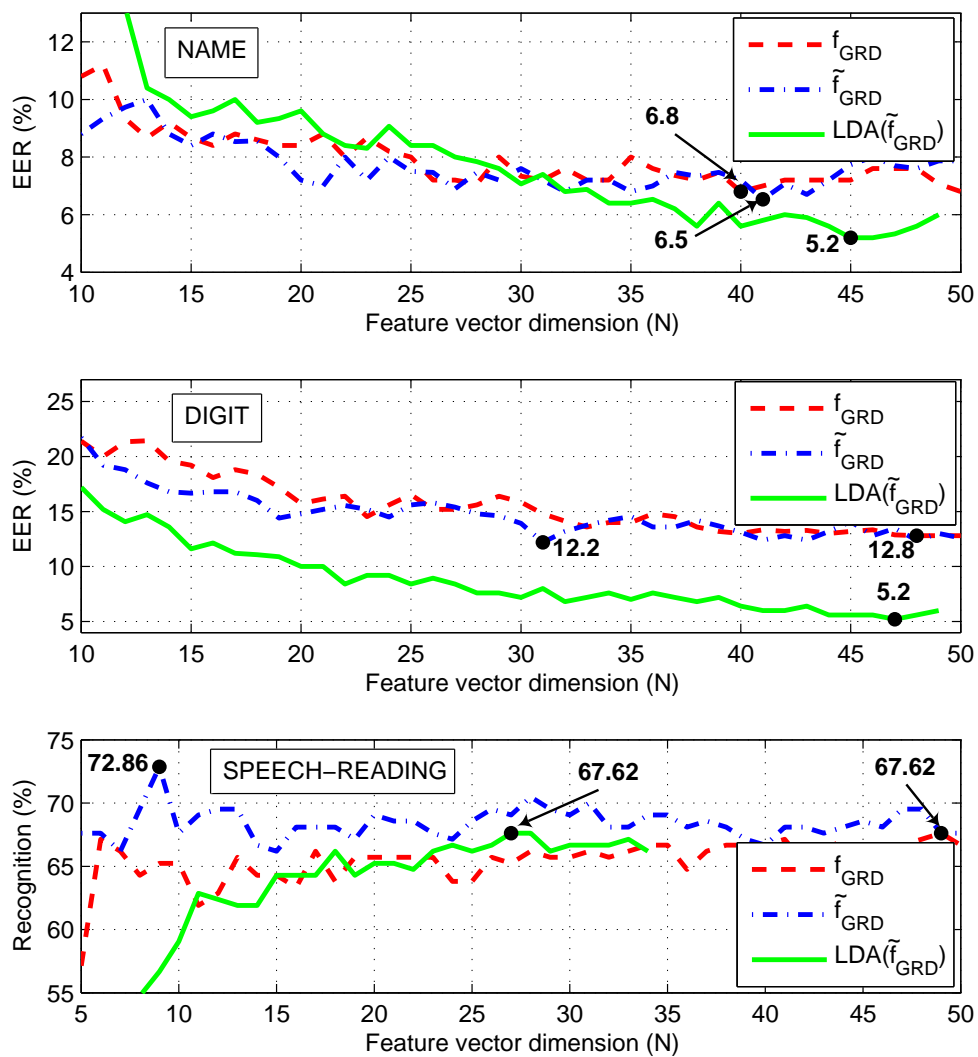 EER (%)
12
10
8
6
4
NAME
f_GRD
f̃_GRD
LDA(f̃_GRD)
6.8
6.5
5.2
10 15 20 25 30 35 40 45 50
Feature vector dimension (N)
EER (%)
25
20
15
10
5
DIGIT
f_GRD
f̃_GRD
LDA(f̃_GRD)
12.2
12.8
5.2
10 15 20 25 30 35 40 45 50
Feature vector dimension (N)
Recognition (%)
75
70
65
60
55
72.86
SPEECH−READING
67.62
67.62
f_GRD
f̃_GRD
LDA(f̃_GRD)
5 10 15 20 25 30 35 40 45 50
Feature vector dimension (N)